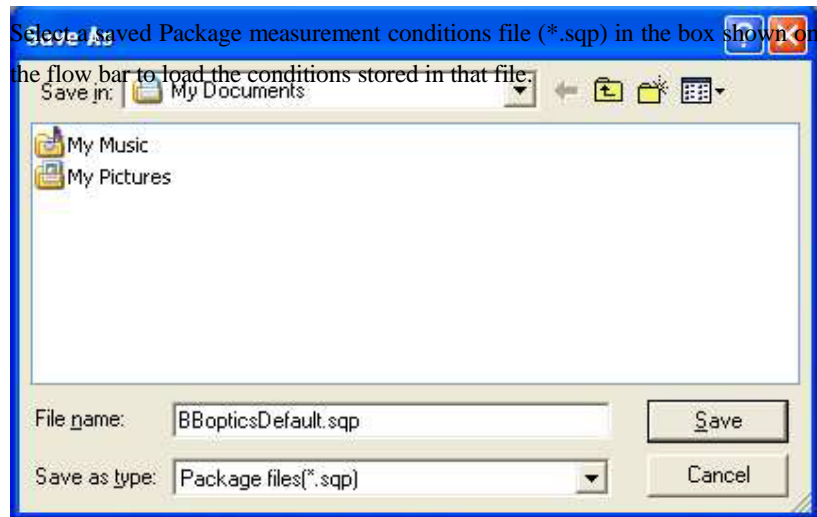 Save As
Select a saved Package measurement conditions file (*.sqp) in the box shown on
the flow bar to load the conditions stored in that file.
Save in: My Documents
My Music
My Pictures
File name: BBopticsDefault.sqp Save
Save as type: Package files(*.sqp) Cancel